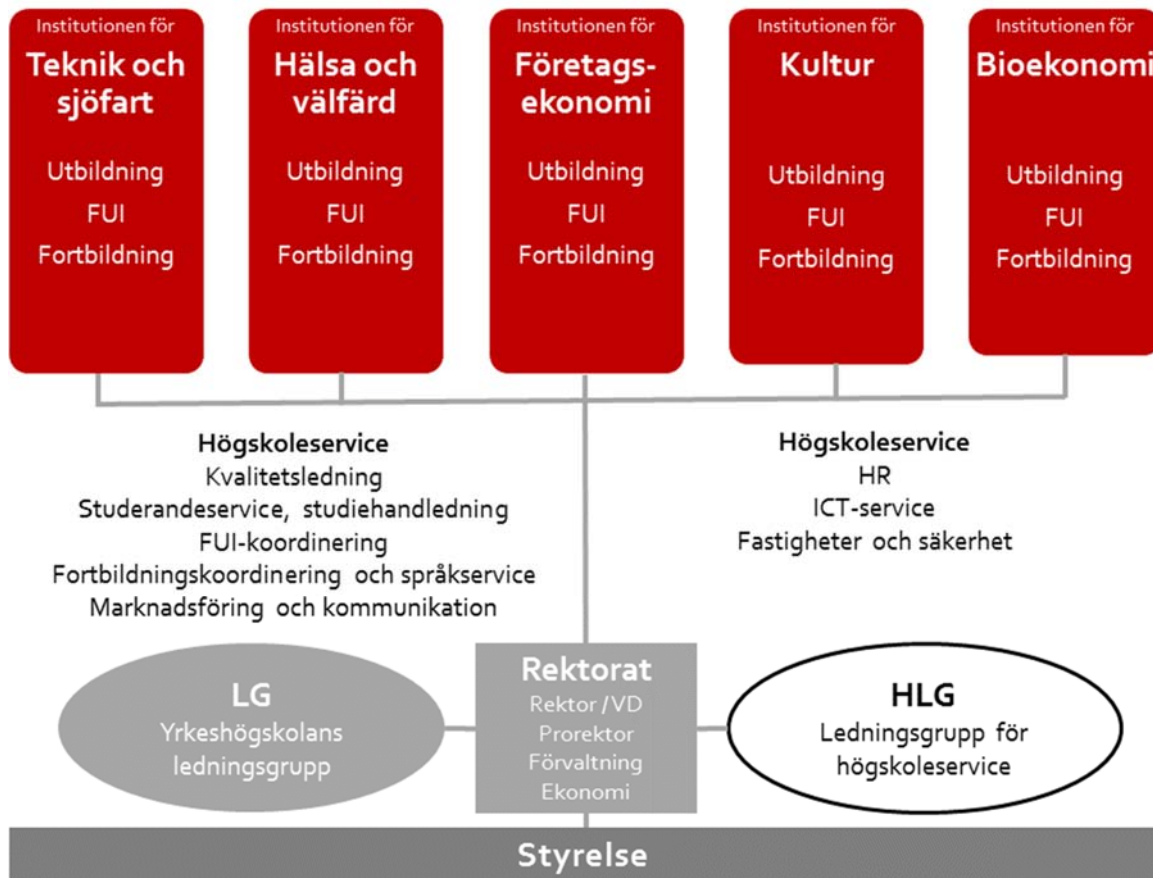 Institutionen för
Teknik och
sjöfart
Utbildning
FUI
Fortbildning
Institutionen för
Hälsa och
välfärd
Utbildning
FUI
Fortbildning
Institutionen för
Företags-
ekonomi
Utbildning
FUI
Fortbildning
Institutionen för
Kultur
Utbildning
FUI
Fortbildning
Institutionen för
Bioekonomi
Utbildning
FUI
Fortbildning
Högskoleservice
Kvalitetsledning
Studerandeservice, studiehandledning
FUI-koordinering
Fortbildningskoordinering och språkservice
Marknadsföring och kommunikation
Högskoleservice
HR
ICT-service
Fastigheter och säkerhet
LG
Yrkeshögskolans
ledningsgrupp
Rektorat
Rektor / VD
Prorektor
Förvaltning
Ekonomi
HLG
Ledningsgrupp för
högskoleservice
Styrelse